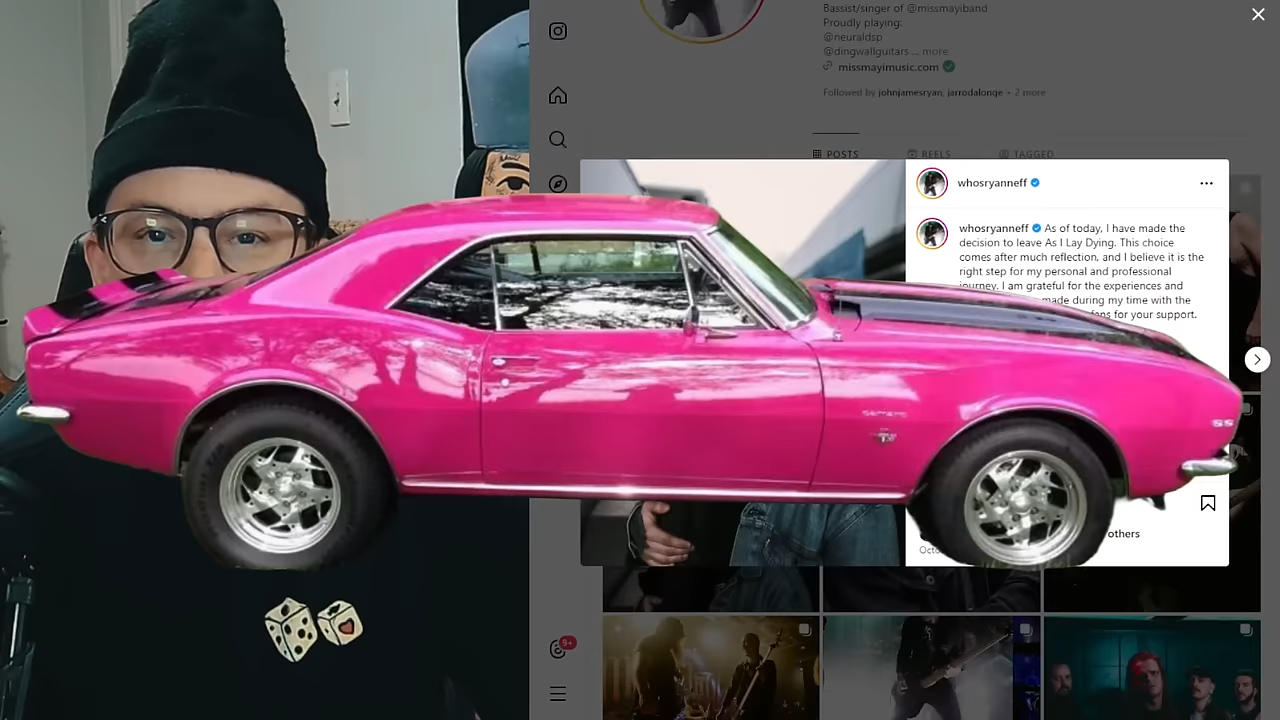 Bassist/singer of @missmayiband
Proudly playing:
@neuraldsp
@dingwallguitars ... more
missmayimusic.com
Followed by johnjamesryan, jarrodalonge + 2 more
POSTS
REELS
TAGGED
whosryanneff
whosryanneff As of today, I have made the
decision to leave As I Lay Dying. This choice
comes after much reflection, and I believe it is the
right step for my personal and professional
journey. I am grateful for the experiences and
made during my time with the
fans for your support.
camaro
SS
others
9+